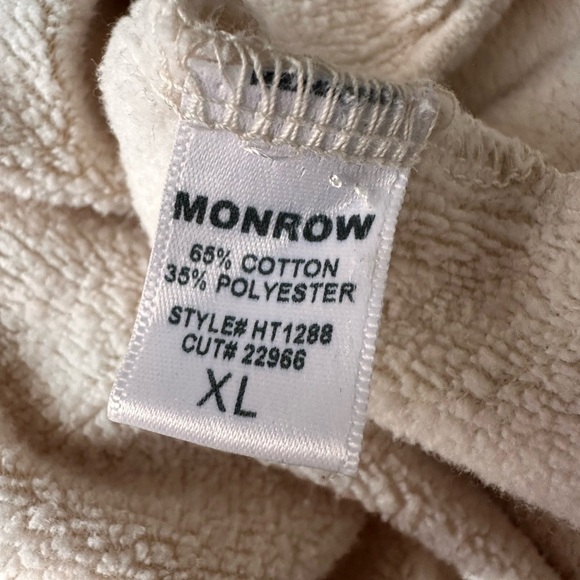 MONROW
65% COTTON
35% POLYESTER
STYLE# HT1288
CUT# 22966
XL